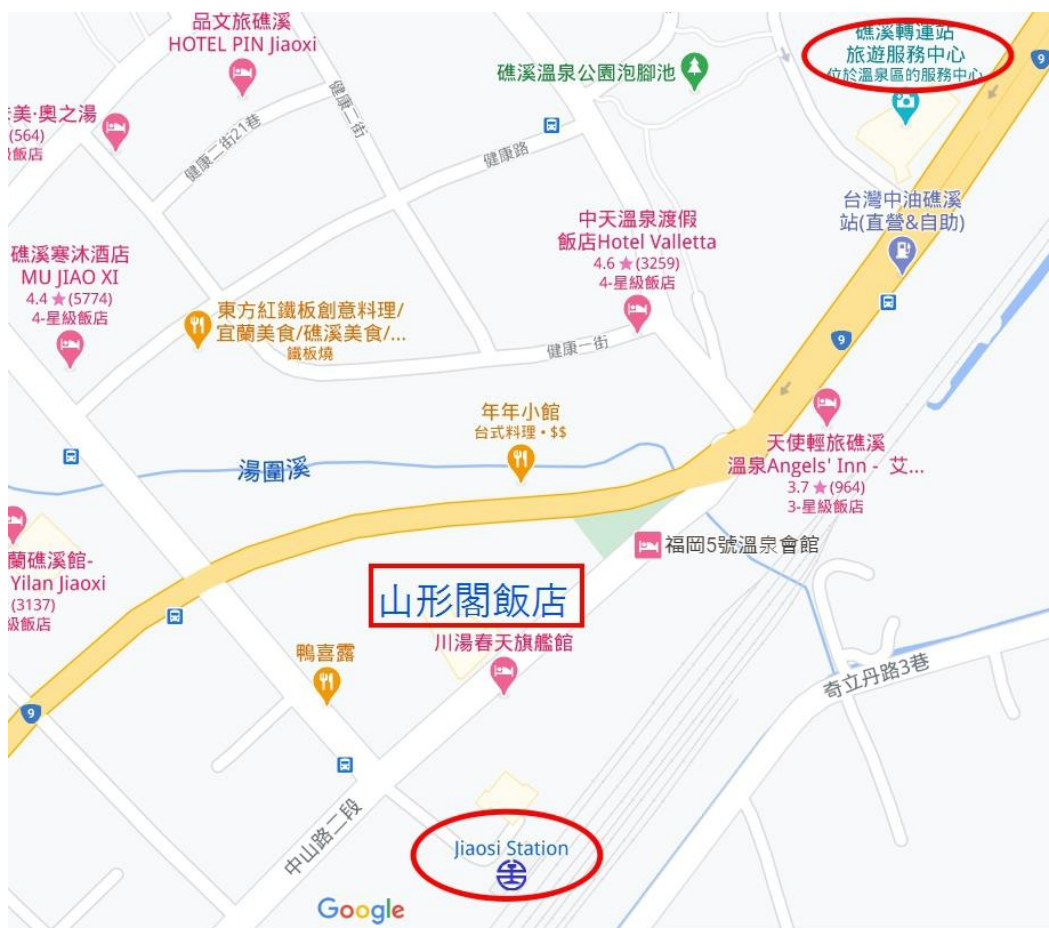 品文旅礁溪
HOTEL PIN Jiaoxi
礁溪轉運站
旅遊服務中心
位於溫泉區的服務中心
9
礁溪溫泉公園泡腳池
美·奧之湯
(564)
級飯店
健康二街
健康二街21巷
健康路
台灣中油礁溪
站(直營&自助)
中天溫泉渡假
飯店Hotel Valletta
4.6 ★ (3259)
4-星級飯店
礁溪寒沐酒店
MU JIAO XI
4.4 ★ (5774)
4-星級飯店
東方紅鐵板創意料理/
宜蘭美食/礁溪美食/...
鐵板燒
健康一街
9
年年小館
台式料理 • $$
天使輕旅礁溪
溫泉Angels' Inn - 艾...
3.7 ★ (964)
3-星級飯店
湯圍溪
福岡5號溫泉會館
蘭礁溪館-
Yilan Jiaoxi
(3137)
級飯店
山形閣飯店
川湯春天旗艦館
鴨喜露
奇立丹路3巷
9
中山路二段
Jiaosi Station
Google